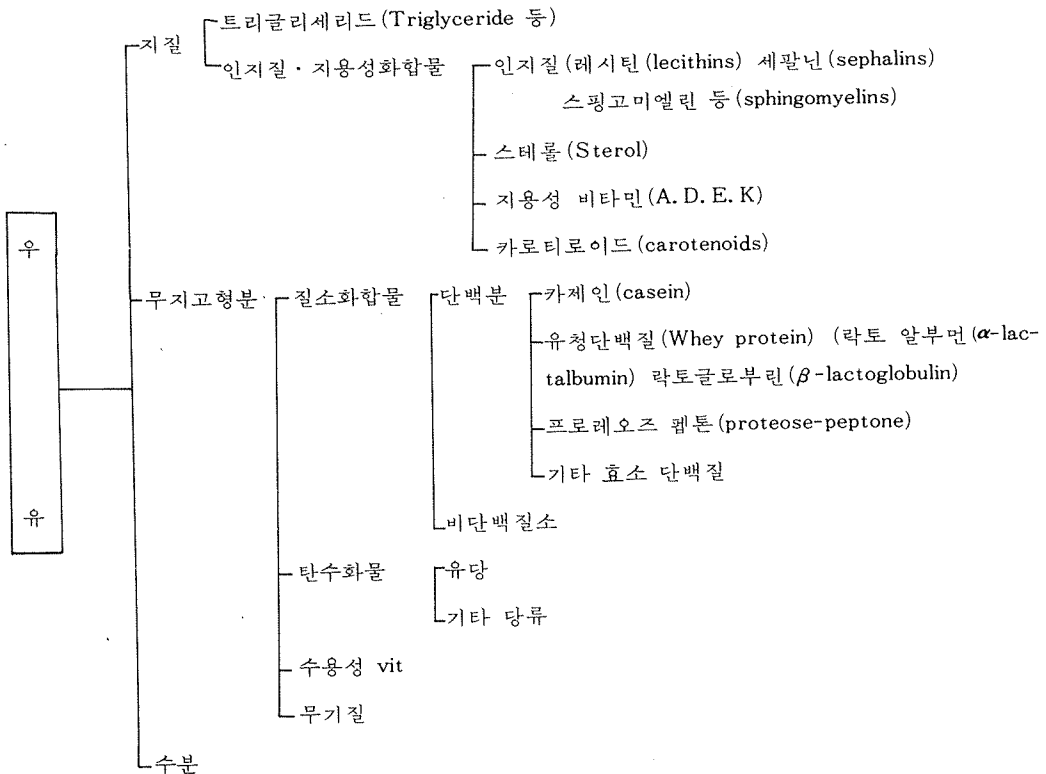 트리글리세리드(Triglyceride 등)
지질
인지질·지용성화합물
인지질(레시틴(lecithins) 세팔닌(sephalins)
스핑고미엘린 등(sphingomyelins)
스테롤(Sterol)
지용성 비타민(A. D. E. K)
카로티로이드(carotenoids)
우
유
무지고형분
질소화합물
단백분
카제인(casein)
유청단백질(Whey protein) (락토 알부먼(α-lac-
talbumin) 락토글로부린(β-lactoglobulin)
프로레오즈 펩톤(proteose-peptone)
기타 효소 단백질
비단백질소
탄수화물
유당
기타 당류
수용성 vit
무기질
수분